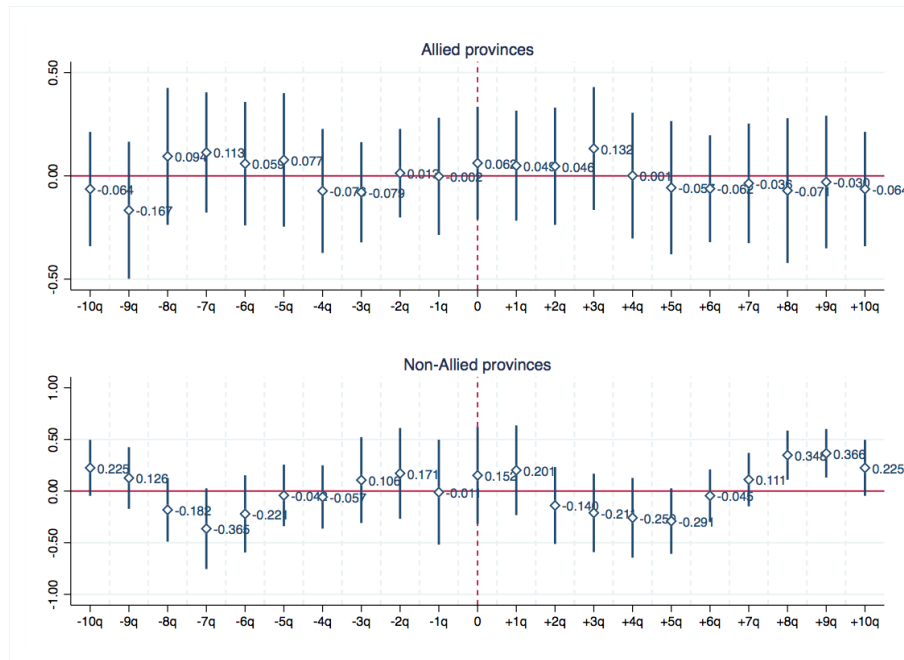 Allied provinces
0.50
0.00
-0.50
-0.064 -0.167 0.094 0.113 0.059 0.077 -0.079 -0.002 0.062 0.049 0.046 0.132 0.001 -0.062 -0.036 -0.071 -0.030 -0.064
-10q -9q -8q -7q -6q -5q -4q -3q -2q -1q 0 +1q +2q +3q +4q +5q +6q +7q +8q +9q +10q
Non-Allied provinces
1.00
0.50
0.00
-0.50
-1.00
0.225 0.126 -0.182 -0.365 -0.221 -0.057 0.106 0.171 -0.011 0.152 0.201 -0.140 -0.291 -0.045 0.111 0.348 0.366 0.225
-10q -9q -8q -7q -6q -5q -4q -3q -2q -1q 0 +1q +2q +3q +4q +5q +6q +7q +8q +9q +10q